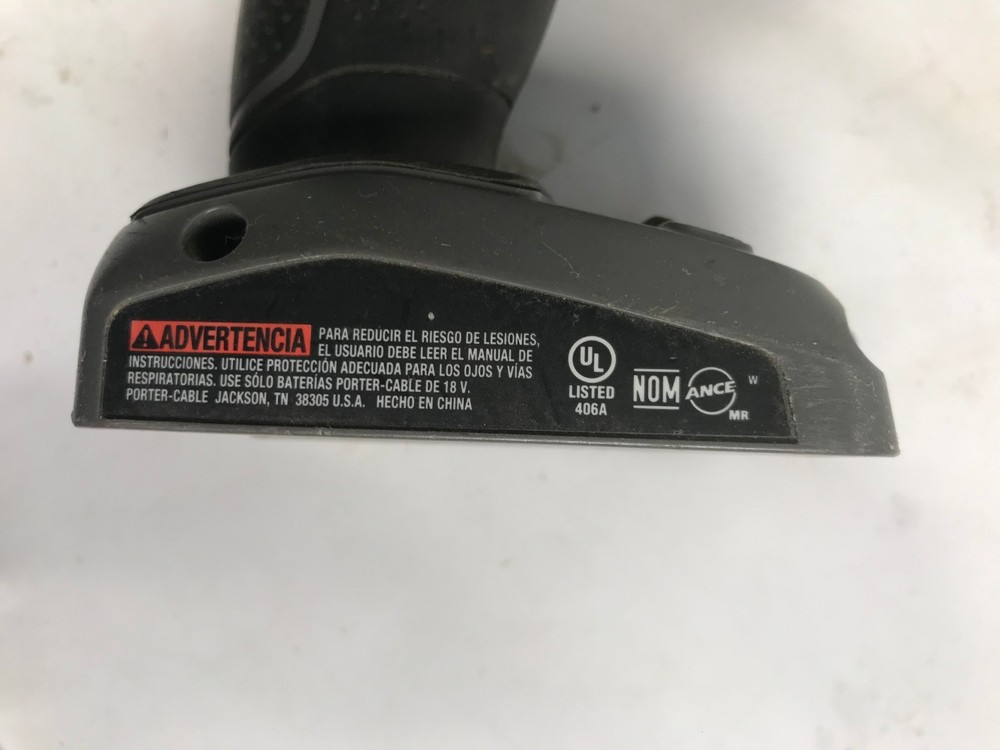 ADVERTENCIA PARA REDUCIR EL RIESGO DE LESIONES,
EL USUARIO DEBE LEER EL MANUAL DE
INSTRUCCIONES. UTILICE PROTECCIÓN ADECUADA PARA LOS OJOS Y VÍAS
RESPIRATORIAS. USE SÓLO BATERÍAS PORTER-CABLE DE 18 V.
PORTER-CABLE JACKSON, TN 38305 U.S.A. HECHO EN CHINA
UL
LISTED
406A
NOM
ANCE
MR
W